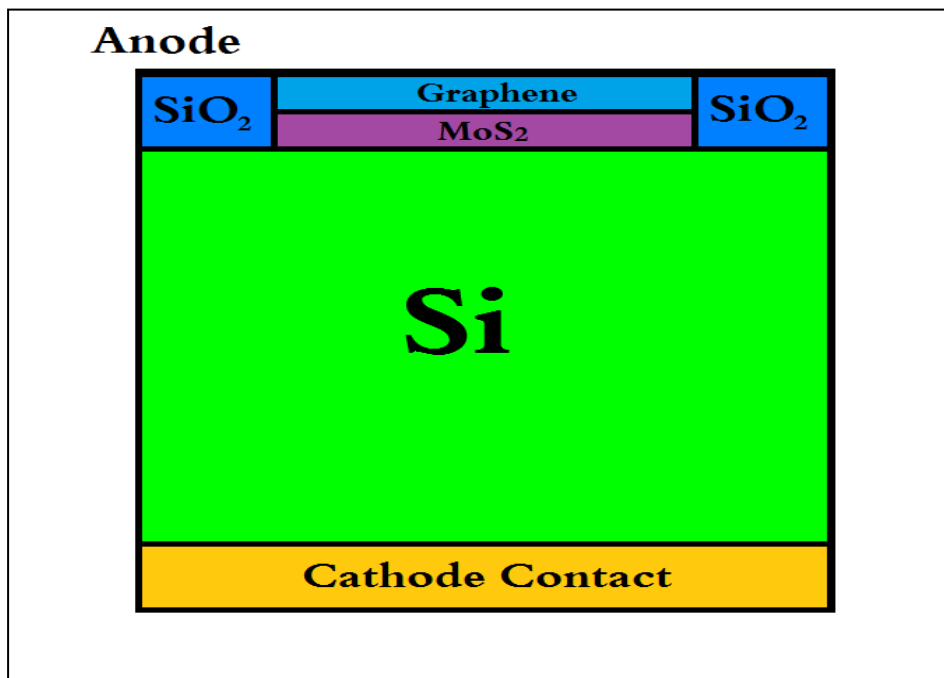 Anode
SiO₂
Graphene
SiO₂
MoS2
Si
Cathode Contact